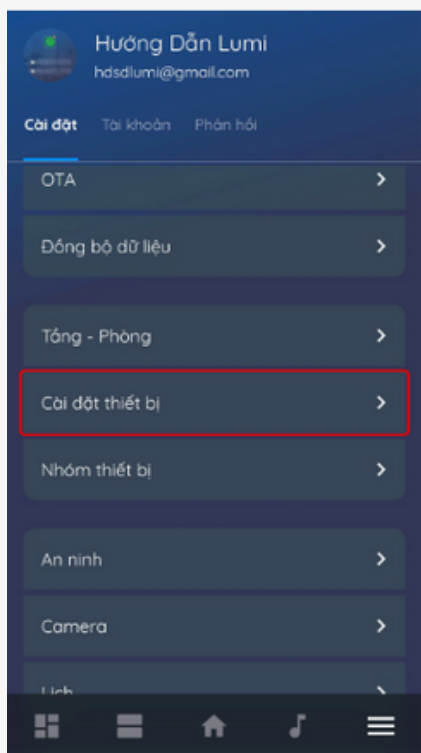 Hướng Dẫn Lumi
hdsdlumi@gmail.com
Cài đặt Tài khoản Phản hồi
OTA
Đồng bộ dữ liệu
Tầng - Phòng
Cài đặt thiết bị
Nhóm thiết bị
An ninh
Camera
Lịch